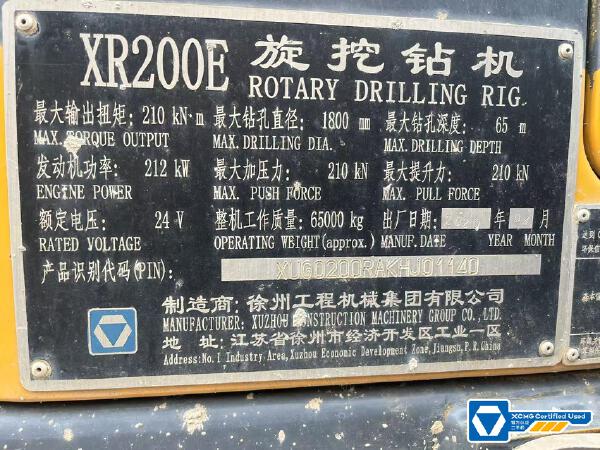 XR200E 旋挖钻机
ROTARY DRILLING RIG
最大输出扭矩: 210 kN·m 最大钻孔直径: 1800 mm 最大钻孔深度: 65 m
MAX. TORQUE OUTPUT MAX. DRILLING DIA. MAX. DRILLING DEPTH
发动机功率: 212 kW 最大加压力: 210 kN 最大提升力: 210 kN
ENGINE POWER MAX. PUSH FORCE MAX. PULL FORCE
额定电压: 24 V 整机工作质量: 65000 kg 出厂日期: 年 月
RATED VOLTAGE OPERATING WEIGHT(approx.) MANUF. DATE YEAR MONTH
产品识别代码(PIN): XUG0200RAKHJ01140
制造商: 徐州工程机械集团有限公司
MANUFACTURER: XUZHOU CONSTRUCTION MACHINERY GROUP CO., LTD.
地 址: 江苏省徐州市经济开发区工业一区
Address: No.1 Industry Area, Xuzhou Economic Development Zone, Jiangsu, P.R.China
XCMG Certified Used
官方认证
二手机